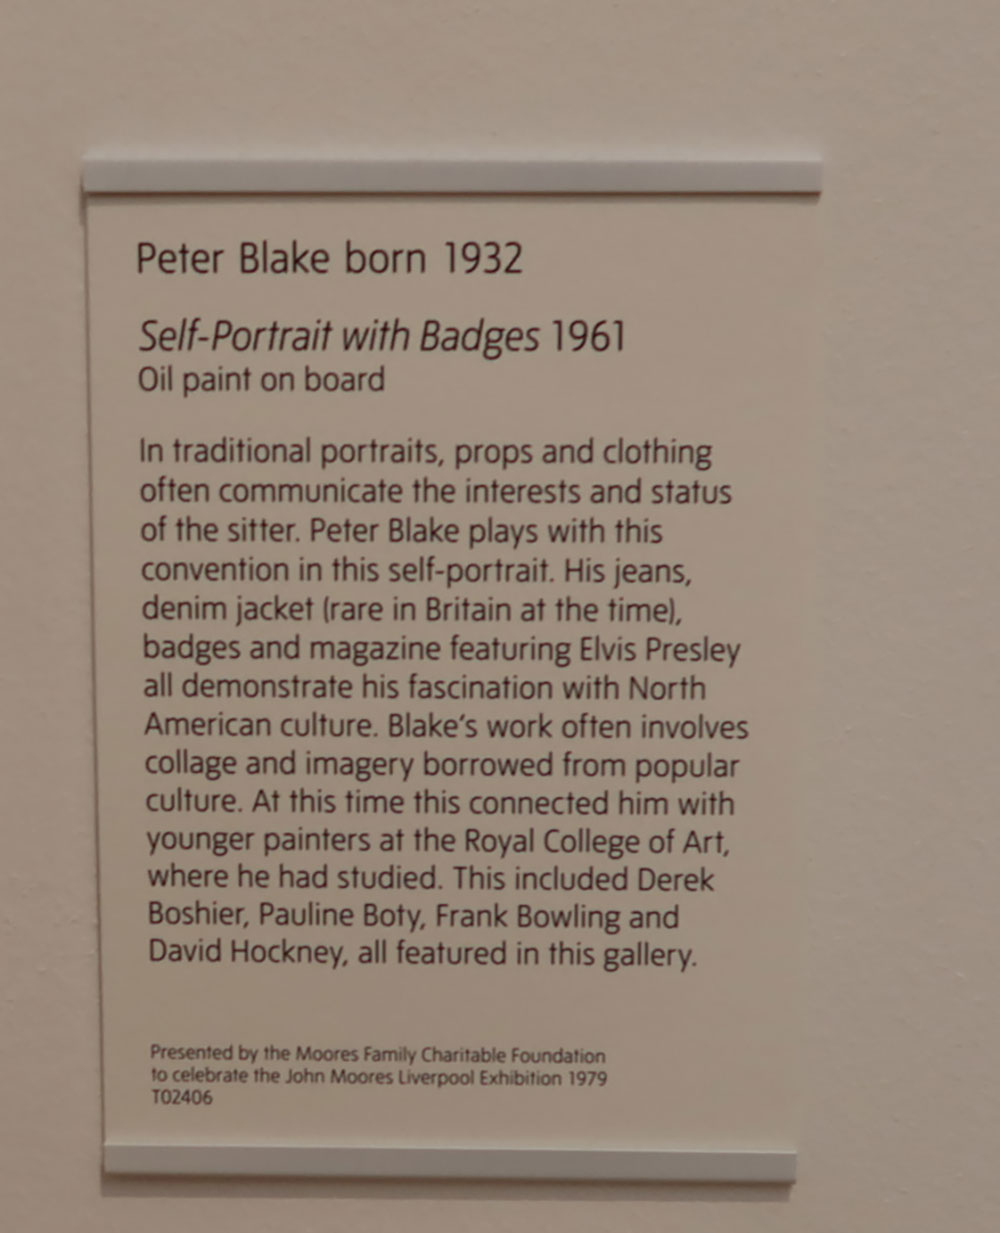 Peter Blake born 1932
Self-Portrait with Badges 1961
Oil paint on board
In traditional portraits, props and clothing
often communicate the interests and status
of the sitter. Peter Blake plays with this
convention in this self-portrait. His jeans,
denim jacket (rare in Britain at the time),
badges and magazine featuring Elvis Presley
all demonstrate his fascination with North
American culture. Blake's work often involves
collage and imagery borrowed from popular
culture. At this time this connected him with
younger painters at the Royal College of Art,
where he had studied. This included Derek
Boshier, Pauline Boty, Frank Bowling and
David Hockney, all featured in this gallery.
Presented by the Moores Family Charitable Foundation
to celebrate the John Moores Liverpool Exhibition 1979
T02406